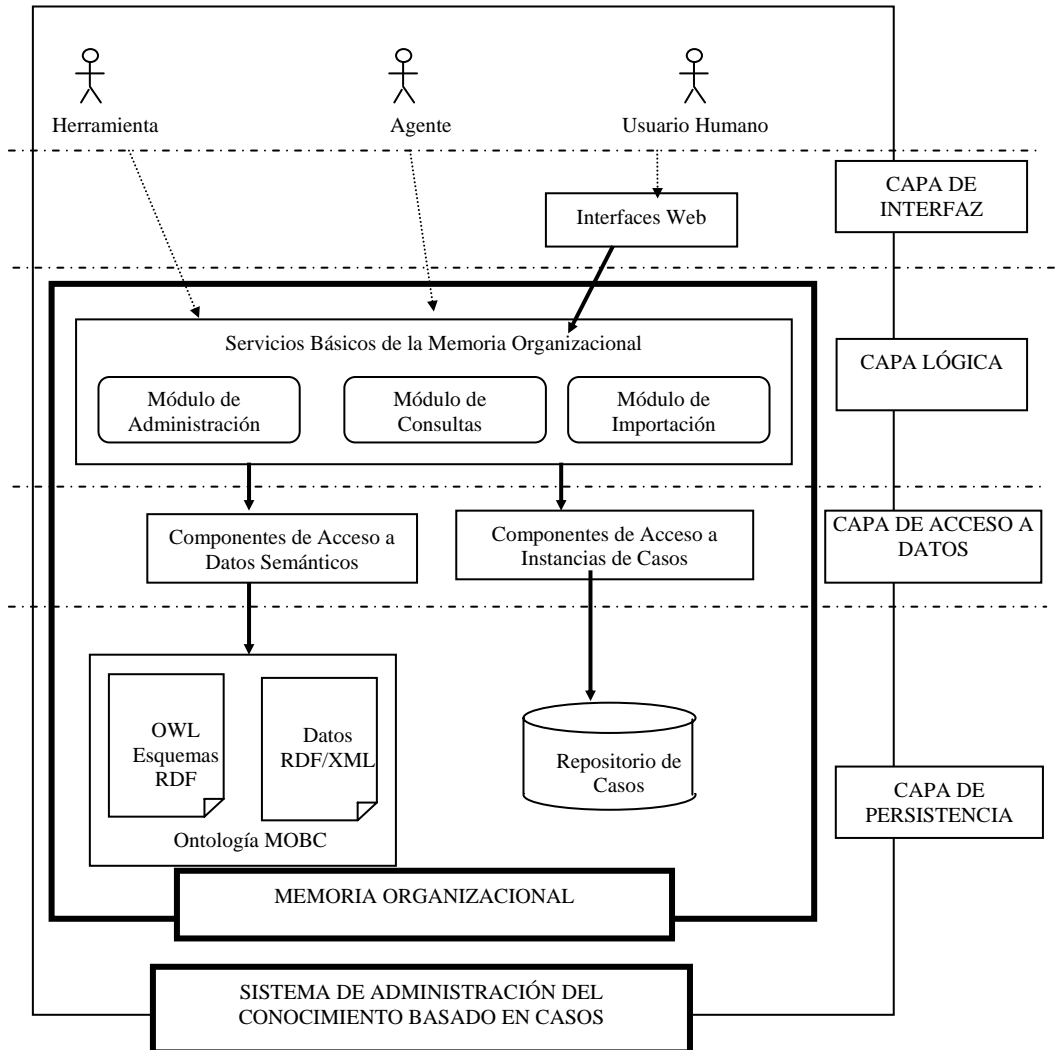 Herramienta
Agente
Usuario Humano
CAPA DE
INTERFAZ
Interfaces Web
Servicios Básicos de la Memoria Organizacional
CAPA LÓGICA
Módulo de
Administración
Módulo de
Consultas
Módulo de
Importación
Componentes de Acceso a
Datos Semánticos
Componentes de Acceso a
Instancias de Casos
CAPA DE ACCESO A
DATOS
OWL
Esquemas
RDF
Datos
RDF/XML
Repositorio de
Casos
CAPA DE
PERSISTENCIA
Ontología MOBC
MEMORIA ORGANIZACIONAL
SISTEMA DE ADMINISTRACIÓN DEL
CONOCIMIENTO BASADO EN CASOS